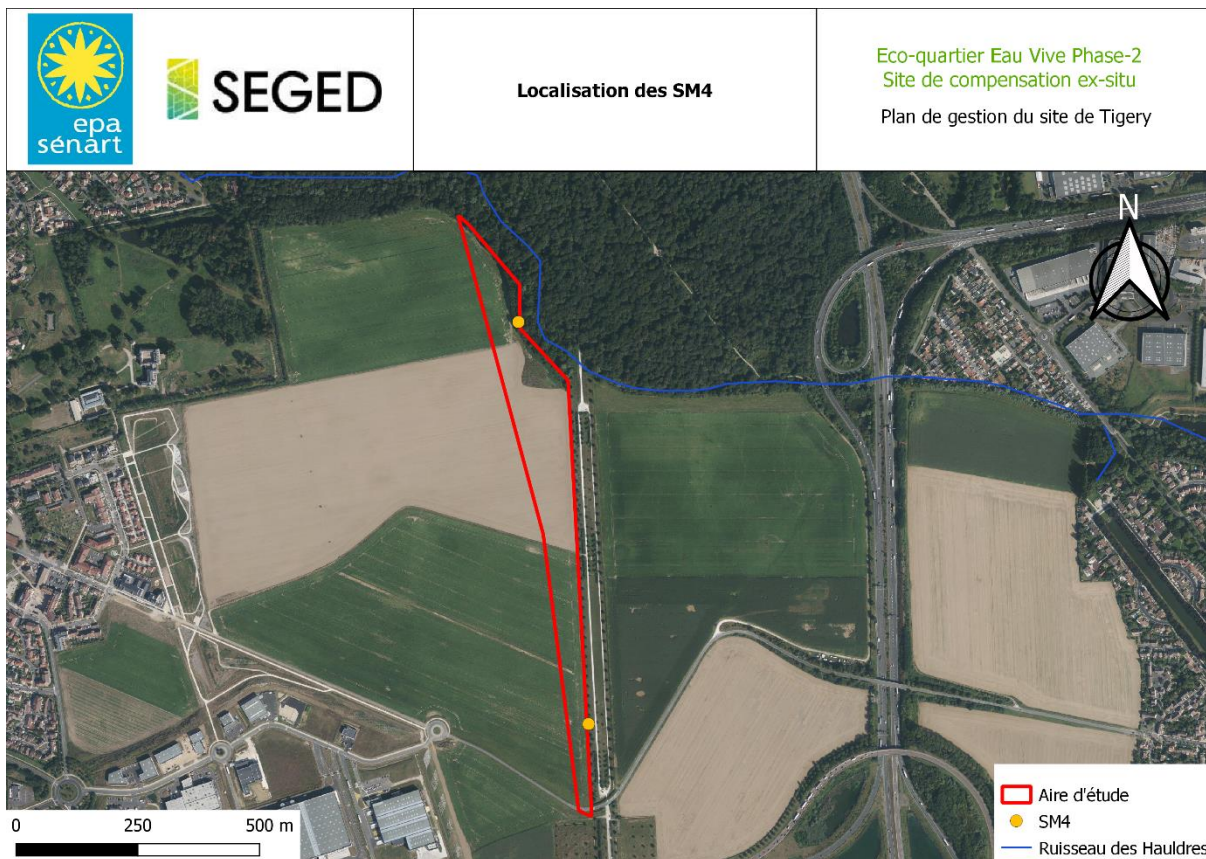 epa
sénart
SEGED
Localisation des SM4
Eco-quartier Eau Vive Phase-2
Site de compensation ex-situ
Plan de gestion du site de Tigery
N
0 250 500 m
Aire d'étude
SM4
Ruisseau des Hauldres